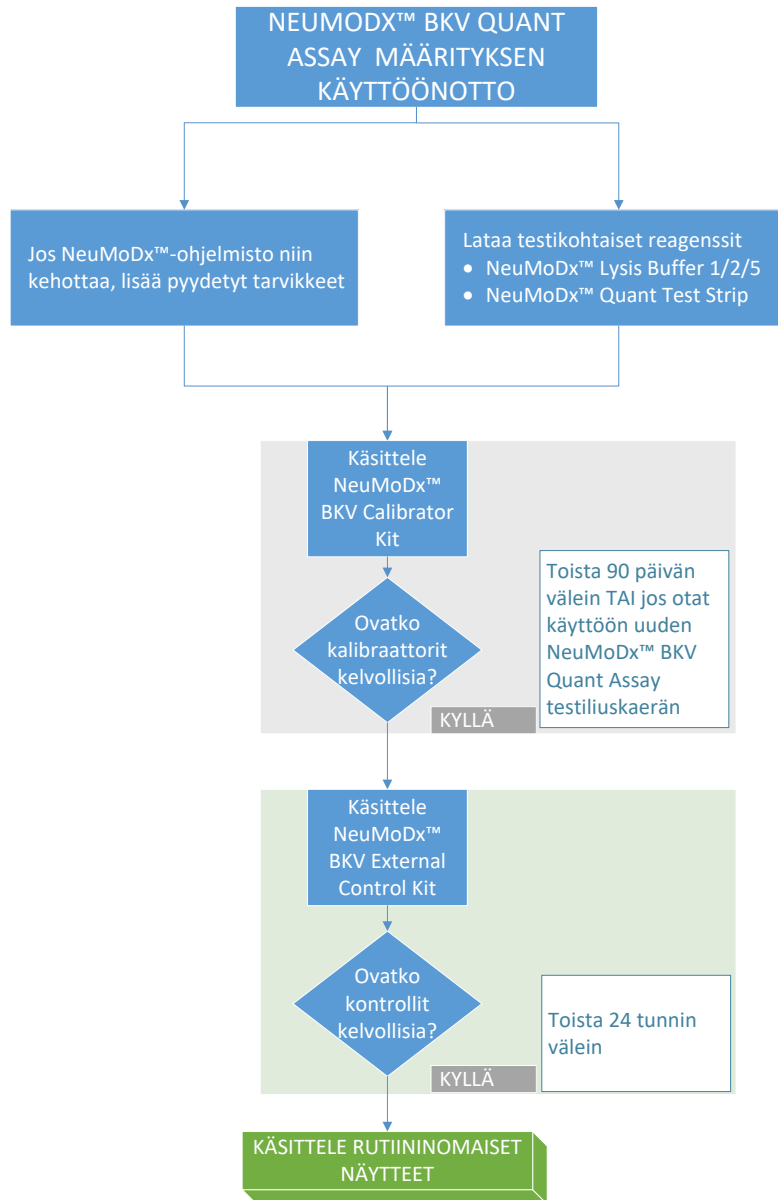 NEUMODX™ BKV QUANT
ASSAY MÄÄRITYKSEN
KÄYTTÖÖNOTTO
Jos NeuMoDx™-ohjelmisto niin
kehottaa, lisää pyydetyt tarvikkeet
Lataa testikohtaiset reagenssit
• NeuMoDx™ Lysis Buffer 1/2/5
• NeuMoDx™ Quant Test Strip
Käsittele
NeuMoDx™
BKV Calibrator
Kit
Ovatko
kalibraattorit
kelvollisia?
Toista 90 päivän
välein TAI jos otat
käyttöön uuden
NeuMoDx™ BKV
Quant Assay
testiliuskaerän
KYLLÄ
Käsittele
NeuMoDx™
BKV External
Control Kit
Ovatko
kontrollit
kelvollisia?
Toista 24 tunnin
välein
KYLLÄ
KÄSITTELE RUTIININOMAISET
NÄYTTEET